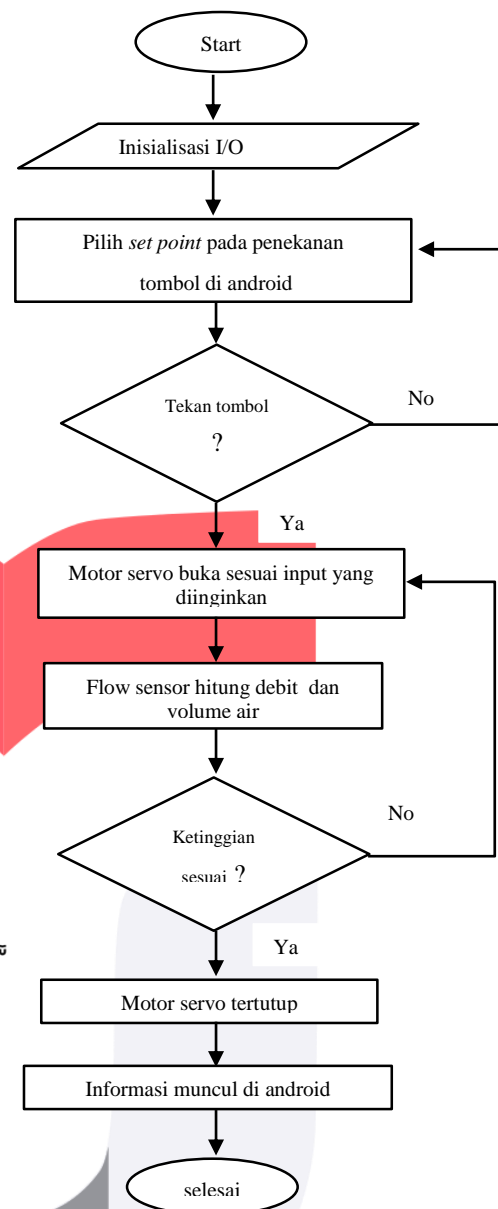 Start
Inisialisasi I/O
Pilih set point pada penekanan
tombol di android
Tekan tombol
?
No
Ya
Motor servo buka sesuai input yang
diinginkan
Flow sensor hitung debit dan
volume air
Ketinggian
sesuai ?
No
Ya
Motor servo tertutup
Informasi muncul di android
selesai